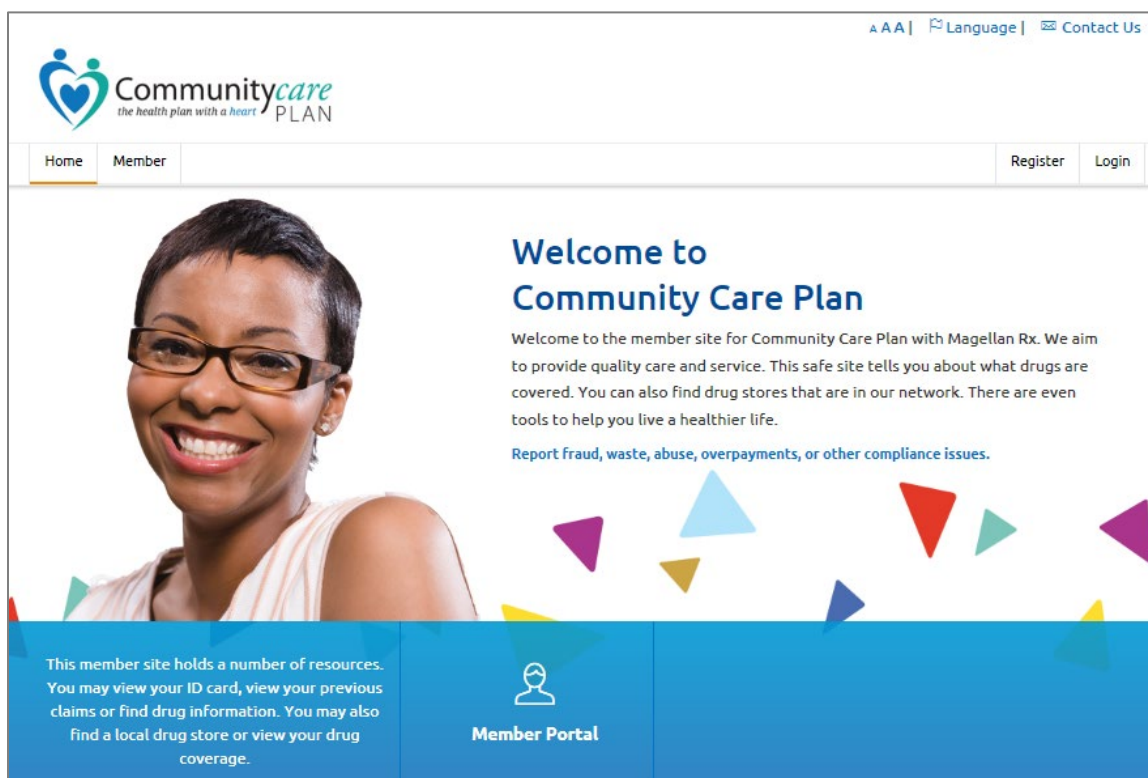 A A A | Language | Contact Us
Communitycare
the health plan with a heart PLAN
Home Member Register Login
Welcome to
Community Care Plan
Welcome to the member site for Community Care Plan with Magellan Rx. We aim
to provide quality care and service. This safe site tells you about what drugs are
covered. You can also find drug stores that are in our network. There are even
tools to help you live a healthier life.
Report fraud, waste, abuse, overpayments, or other compliance issues.
This member site holds a number of resources.
You may view your ID card, view your previous
claims or find drug information. You may also
find a local drug store or view your drug
coverage.
Member Portal